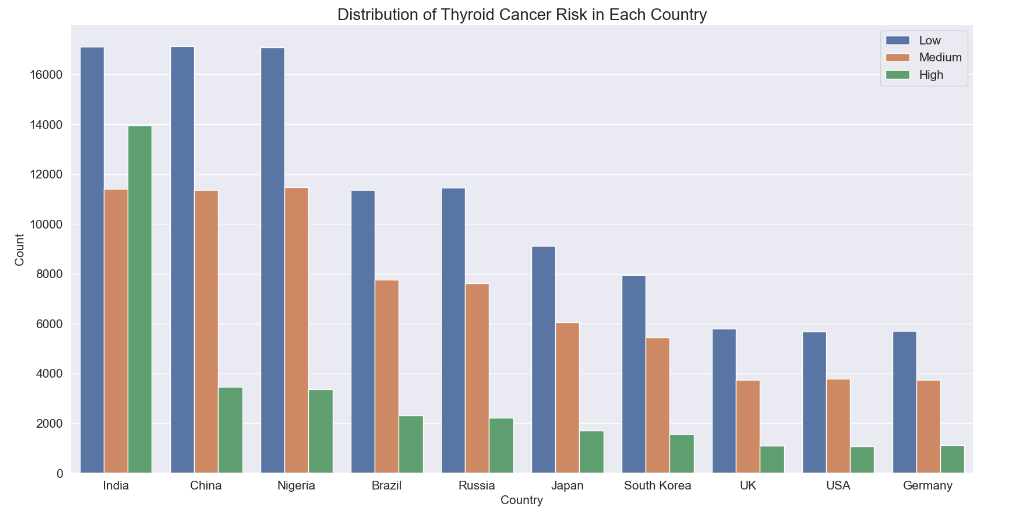 Distribution of Thyroid Cancer Risk in Each Country
Low
Medium
High
16000
14000
12000
10000
8000
6000
4000
2000
0
Count
India China Nigeria Brazil Russia Japan South Korea UK USA Germany
Country